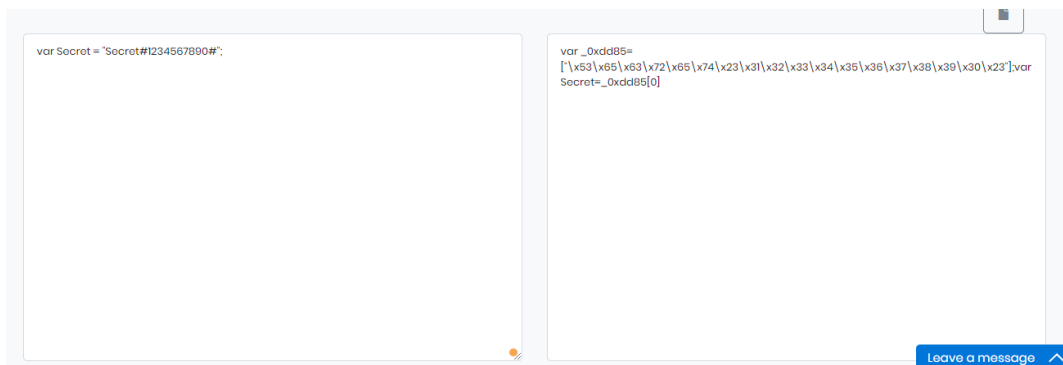 var Secret = "Secret#1234567890#";
var _0xdd85=
["\x53\x65\x63\x72\x65\x74\x23\x31\x32\x33\x34\x35\x36\x37\x38\x39\x30\x23"];var
Secret=_0xdd85[0]
Leave a message